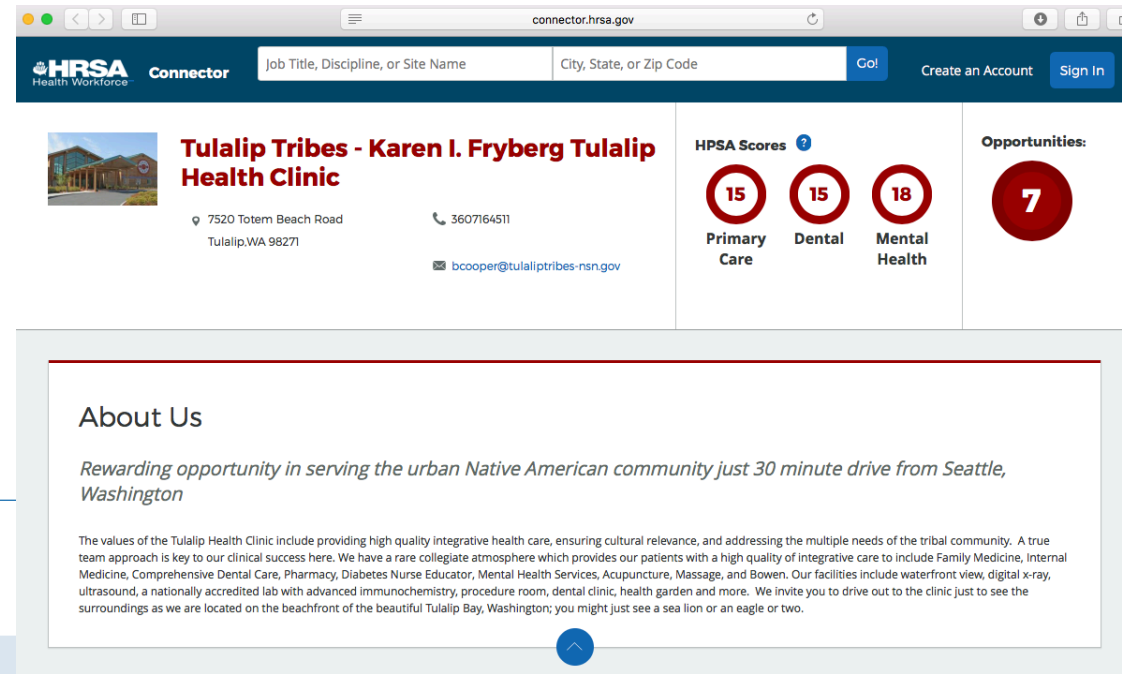 connector.hrsa.gov
HRSA
Health Workforce
Connector
Job Title, Discipline, or Site Name
City, State, or Zip Code
Go!
Create an Account
Sign In
Tulalip Tribes - Karen I. Fryberg Tulalip
Health Clinic
7520 Totem Beach Road
Tulalip,WA 98271
3607164511
bcooper@tulaliptribes-nsn.gov
HPSA Scores ?
15 15 18
Primary Care
Dental
Mental Health
Opportunities:
7
About Us
Rewarding opportunity in serving the urban Native American community just 30 minute drive from Seattle,
Washington
The values of the Tulalip Health Clinic include providing high quality integrative health care, ensuring cultural relevance, and addressing the multiple needs of the tribal community. A true
team approach is key to our clinical success here. We have a rare collegiate atmosphere which provides our patients with a high quality of integrative care to include Family Medicine, Internal
Medicine, Comprehensive Dental Care, Pharmacy, Diabetes Nurse Educator, Mental Health Services, Acupuncture, Massage, and Bowen. Our facilities include waterfront view, digital x-ray,
ultrasound, a nationally accredited lab with advanced immunochemistry, procedure room, dental clinic, health garden and more. We invite you to drive out to the clinic just to see the
surroundings as we are located on the beachfront of the beautiful Tulalip Bay, Washington; you might just see a sea lion or an eagle or two.